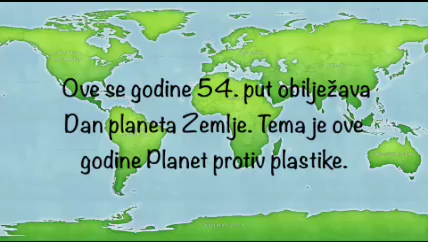 Ove se godine 54. put obilježava
Dan planeta Zemlje. Tema je ove
godine Planet protiv plastike.